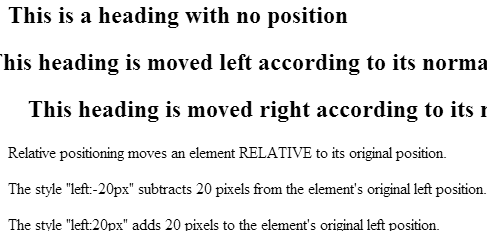 This is a heading with no position
his heading is moved left according to its norma
This heading is moved right according to its
Relative positioning moves an element RELATIVE to its original position.
The style "left:-20px" subtracts 20 pixels from the element's original left position.
The style "left:20px" adds 20 pixels to the element's original left position.